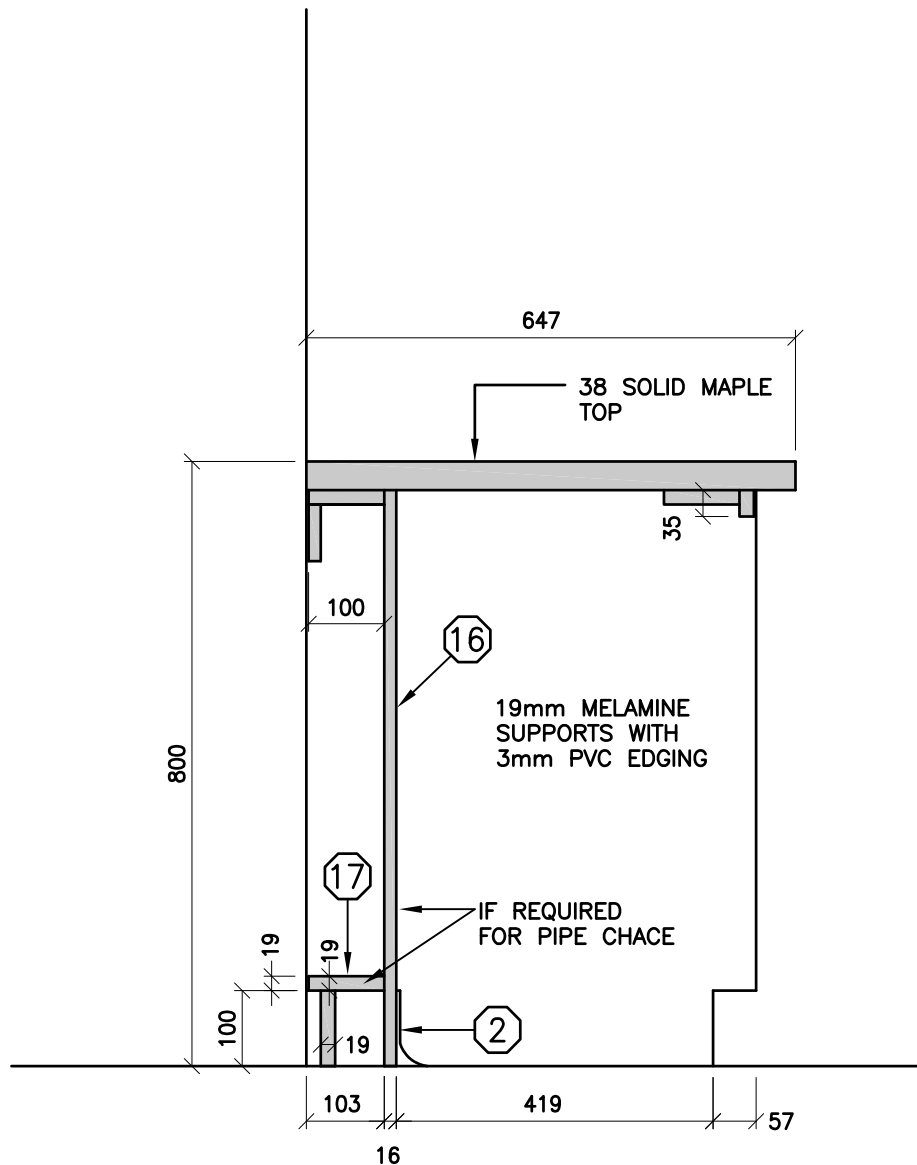 647
38 SOLID MAPLE
TOP
35
100
16
19mm MELAMINE
SUPPORTS WITH
3mm PVC EDGING
800
17
IF REQUIRED
FOR PIPE CHACE
19
19
100
19
2
103
419
57
16